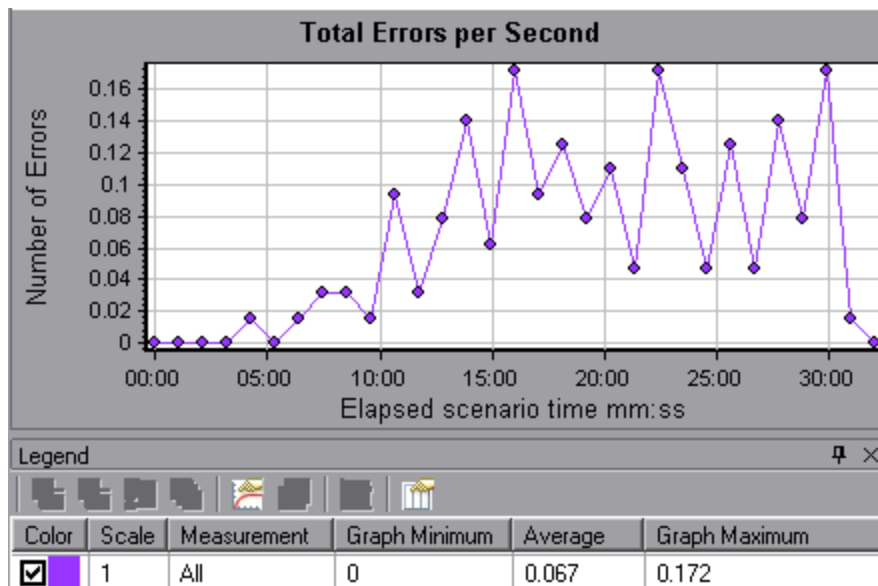 Total Errors per Second
Number of Errors
0.16
0.14
0.12
0.1
0.08
0.06
0.04
0.02
0
00:00 05:00 10:00 15:00 20:00 25:00 30:00
Elapsed scenario time mm:ss
Legend
Color Scale Measurement Graph Minimum Average Graph Maximum
1 All 0 0.067 0.172